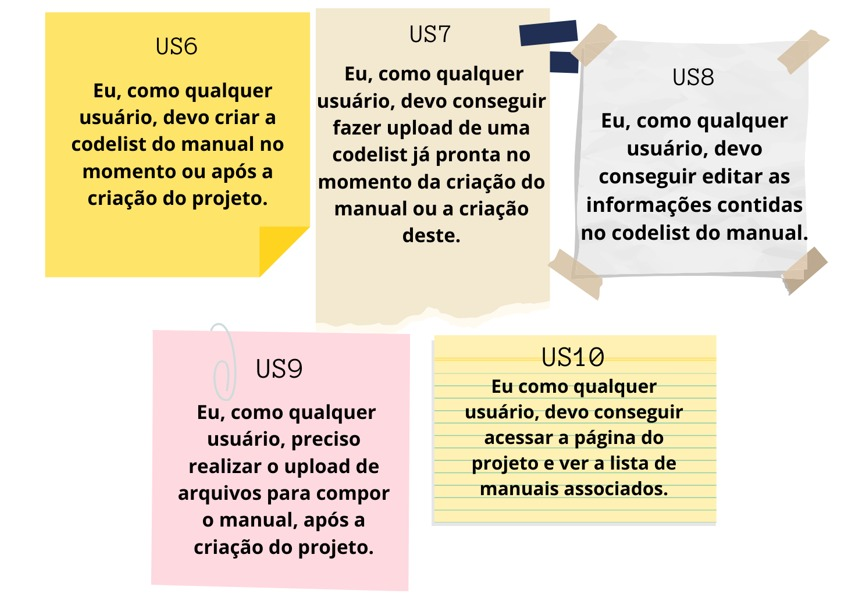 US6
Eu, como qualquer
usuário, devo criar a
codelist do manual no
momento ou após a
criação do projeto.
US7
Eu, como qualquer
usuário, devo conseguir
fazer upload de uma
codelist já pronta no
momento da criação do
manual ou a criação
deste.
US8
Eu, como qualquer
usuário, devo
conseguir editar as
informações contidas
no codelist do manual.
US9
Eu, como qualquer
usuário, preciso
realizar o upload de
arquivos para compor
o manual, após a
criação do projeto.
US10
Eu como qualquer
usuário, devo conseguir
acessar a página do
projeto e ver a lista de
manuais associados.